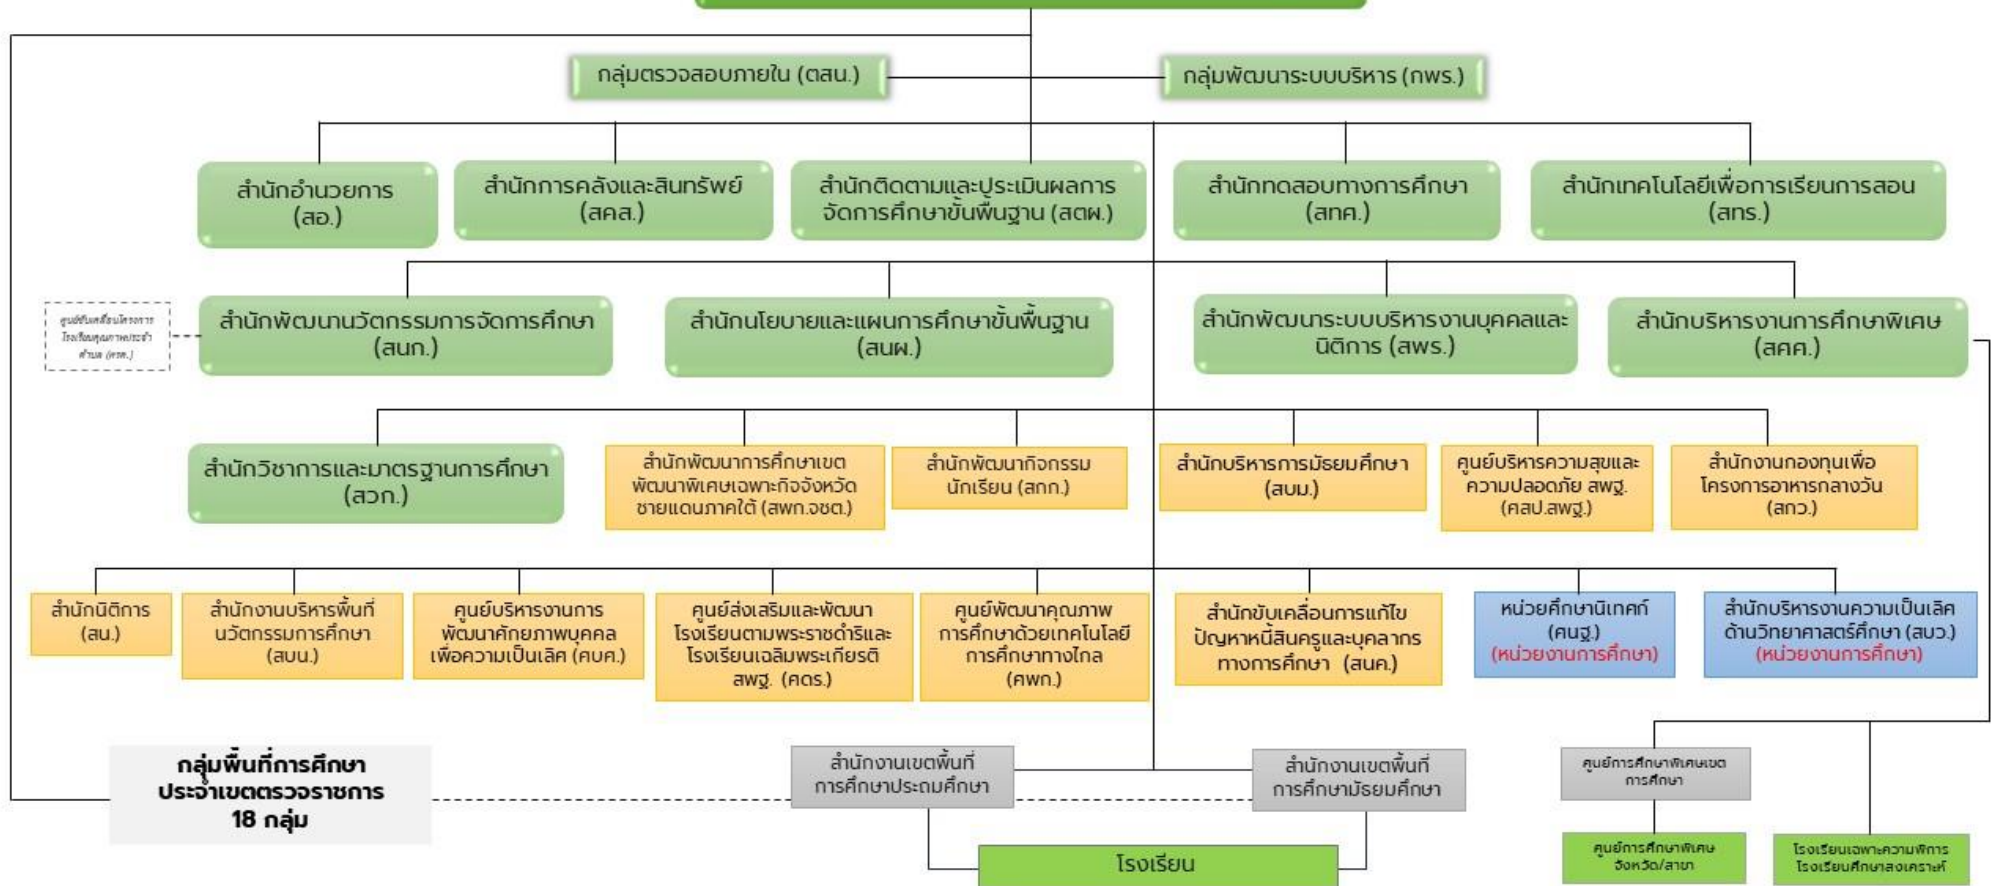 กลุ่มตรวจสอบภายใน (ตสน.)
กลุ่มพัฒนาระบบบริหาร (กพร.)
สำนักอำนวยการ
(สอ.)
สำนักการคลังและสินทรัพย์
(สคส.)
สำนักติดตามและประเมินผลการ
จัดการศึกษาขั้นพื้นฐาน (สตผ.)
สำนักทดสอบทางการศึกษา
(สทศ.)
สำนักเทคโนโลยีเพื่อการเรียนการสอน
(สทร.)
ศูนย์ขับเคลื่อนโครงการ
โรงเรียนคุณภาพประจำ
ตำบล (ศรต.)
สำนักพัฒนานวัตกรรมการจัดการศึกษา
(สนก.)
สำนักนโยบายและแผนการศึกษาขั้นพื้นฐาน
(สนผ.)
สำนักพัฒนาระบบบริหารงานบุคคลและ
นิติการ (สพร.)
สำนักบริหารงานการศึกษาพิเศษ
(สศศ.)
สำนักวิชาการและมาตรฐานการศึกษา
(สวก.)
สำนักพัฒนาการศึกษาเขต
พัฒนาพิเศษเฉพาะกิจจังหวัด
ชายแดนภาคใต้ (สพก.จชต.)
สำนักพัฒนากิจกรรม
นักเรียน (สกก.)
สำนักบริหารการมัธยมศึกษา
(สบม.)
ศูนย์บริหารความสุขและ
ความปลอดภัย สพฐ.
(ศสป.สพฐ.)
สำนักงานกองทุนเพื่อ
โครงการอาหารกลางวัน
(สกว.)
สำนักนิติการ
(สน.)
สำนักงานบริหารพื้นที่
นวัตกรรมการศึกษา
(สบน.)
ศูนย์บริหารงานการ
พัฒนาศักยภาพบุคคล
เพื่อความเป็นเลิศ (ศบศ.)
ศูนย์ส่งเสริมและพัฒนา
โรงเรียนตามพระราชดำริและ
โรงเรียนเฉลิมพระเกียรติ
สพฐ. (ศดร.)
ศูนย์พัฒนาคุณภาพ
การศึกษาด้วยเทคโนโลยี
การศึกษาทางไกล
(ศพก.)
สำนักขับเคลื่อนการแก้ไข
ปัญหาหนี้สินครูและบุคลากร
ทางการศึกษา (สนค.)
หน่วยศึกษานิเทศก์
(ศนฐ.)
(หน่วยงานการศึกษา)
สำนักบริหารงานความเป็นเลิศ
ด้านวิทยาศาสตร์ศึกษา (สบว.)
(หน่วยงานการศึกษา)
กลุ่มพื้นที่การศึกษา
ประจำเขตตรวจราชการ
18 กลุ่ม
สำนักงานเขตพื้นที่
การศึกษาประถมศึกษา
สำนักงานเขตพื้นที่
การศึกษามัธยมศึกษา
ศูนย์การศึกษาพิเศษเขต
การศึกษา
โรงเรียน
ศูนย์การศึกษาพิเศษ
จังหวัด/สาขา
โรงเรียนเฉพาะความพิการ
โรงเรียนศึกษาสงเคราะห์